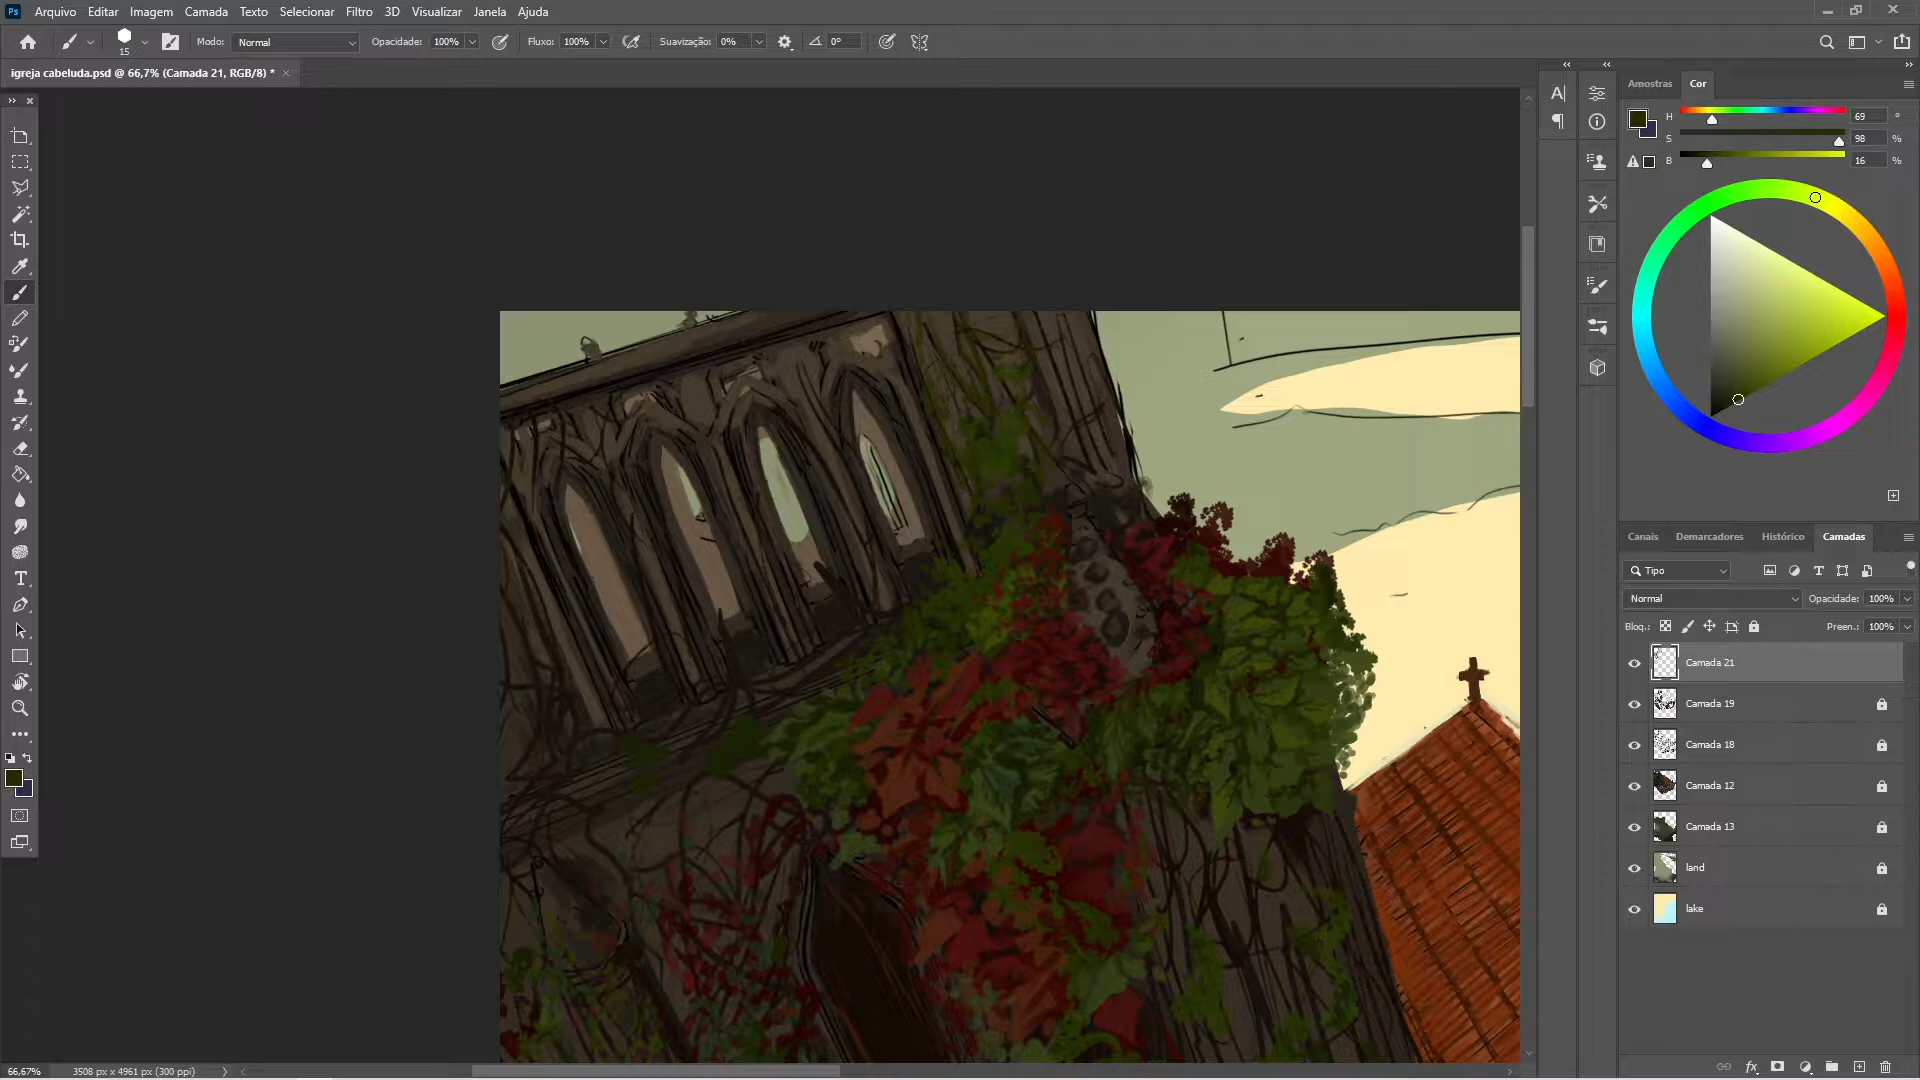 Ps Arquivo Editar Imagem Camada Texto Selecionar Filtro 3D Visualizar Janela Ajuda
15 Modo: Normal Opacidade: 100% Fluxo: 100% Suavização: 0% 0°
igreja cabeluda.psd @ 66,7% (Camada 21, RGB/8) * ×
Amostras Cor
H 69 °
S 98 %
B 16 %
Canais Demarcadores Histórico Camadas
Tipo
Normal Opacidade: 100%
Bloq.: Preen.: 100%
Camada 21
Camada 19
Camada 18
Camada 12
Camada 13
land
lake
66,67% 3508 px x 4961 px (300 ppi)